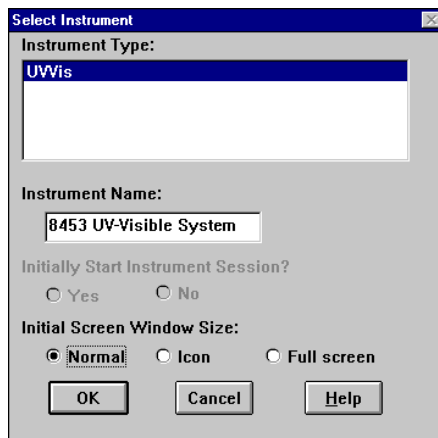 Select Instrument
Instrument Type:
UVVis
Instrument Name:
8453 UV-Visible System
Initially Start Instrument Session?
Yes No
Initial Screen Window Size:
Normal Icon Full screen
OK Cancel Help